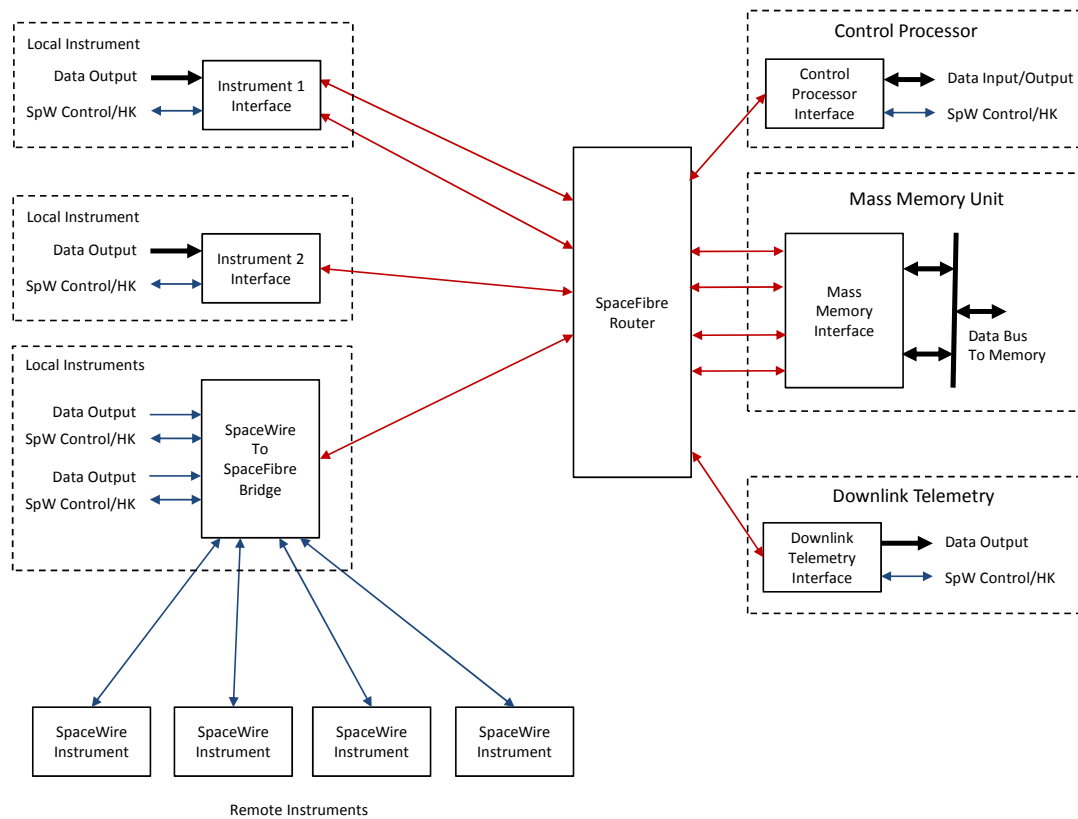 Local Instrument
Data Output
SpW Control/HK
Instrument 1
Interface
Local Instrument
Data Output
SpW Control/HK
Instrument 2
Interface
Local Instruments
Data Output
SpW Control/HK
Data Output
SpW Control/HK
SpaceWire
To
SpaceFibre
Bridge
SpaceWire
Instrument
SpaceWire
Instrument
SpaceWire
Instrument
SpaceWire
Instrument
Remote Instruments
SpaceFibre
Router
Control Processor
Control
Processor
Interface
Data Input/Output
SpW Control/HK
Mass Memory Unit
Mass
Memory
Interface
Data Bus
To Memory
Downlink Telemetry
Downlink
Telemetry
Interface
Data Output
SpW Control/HK